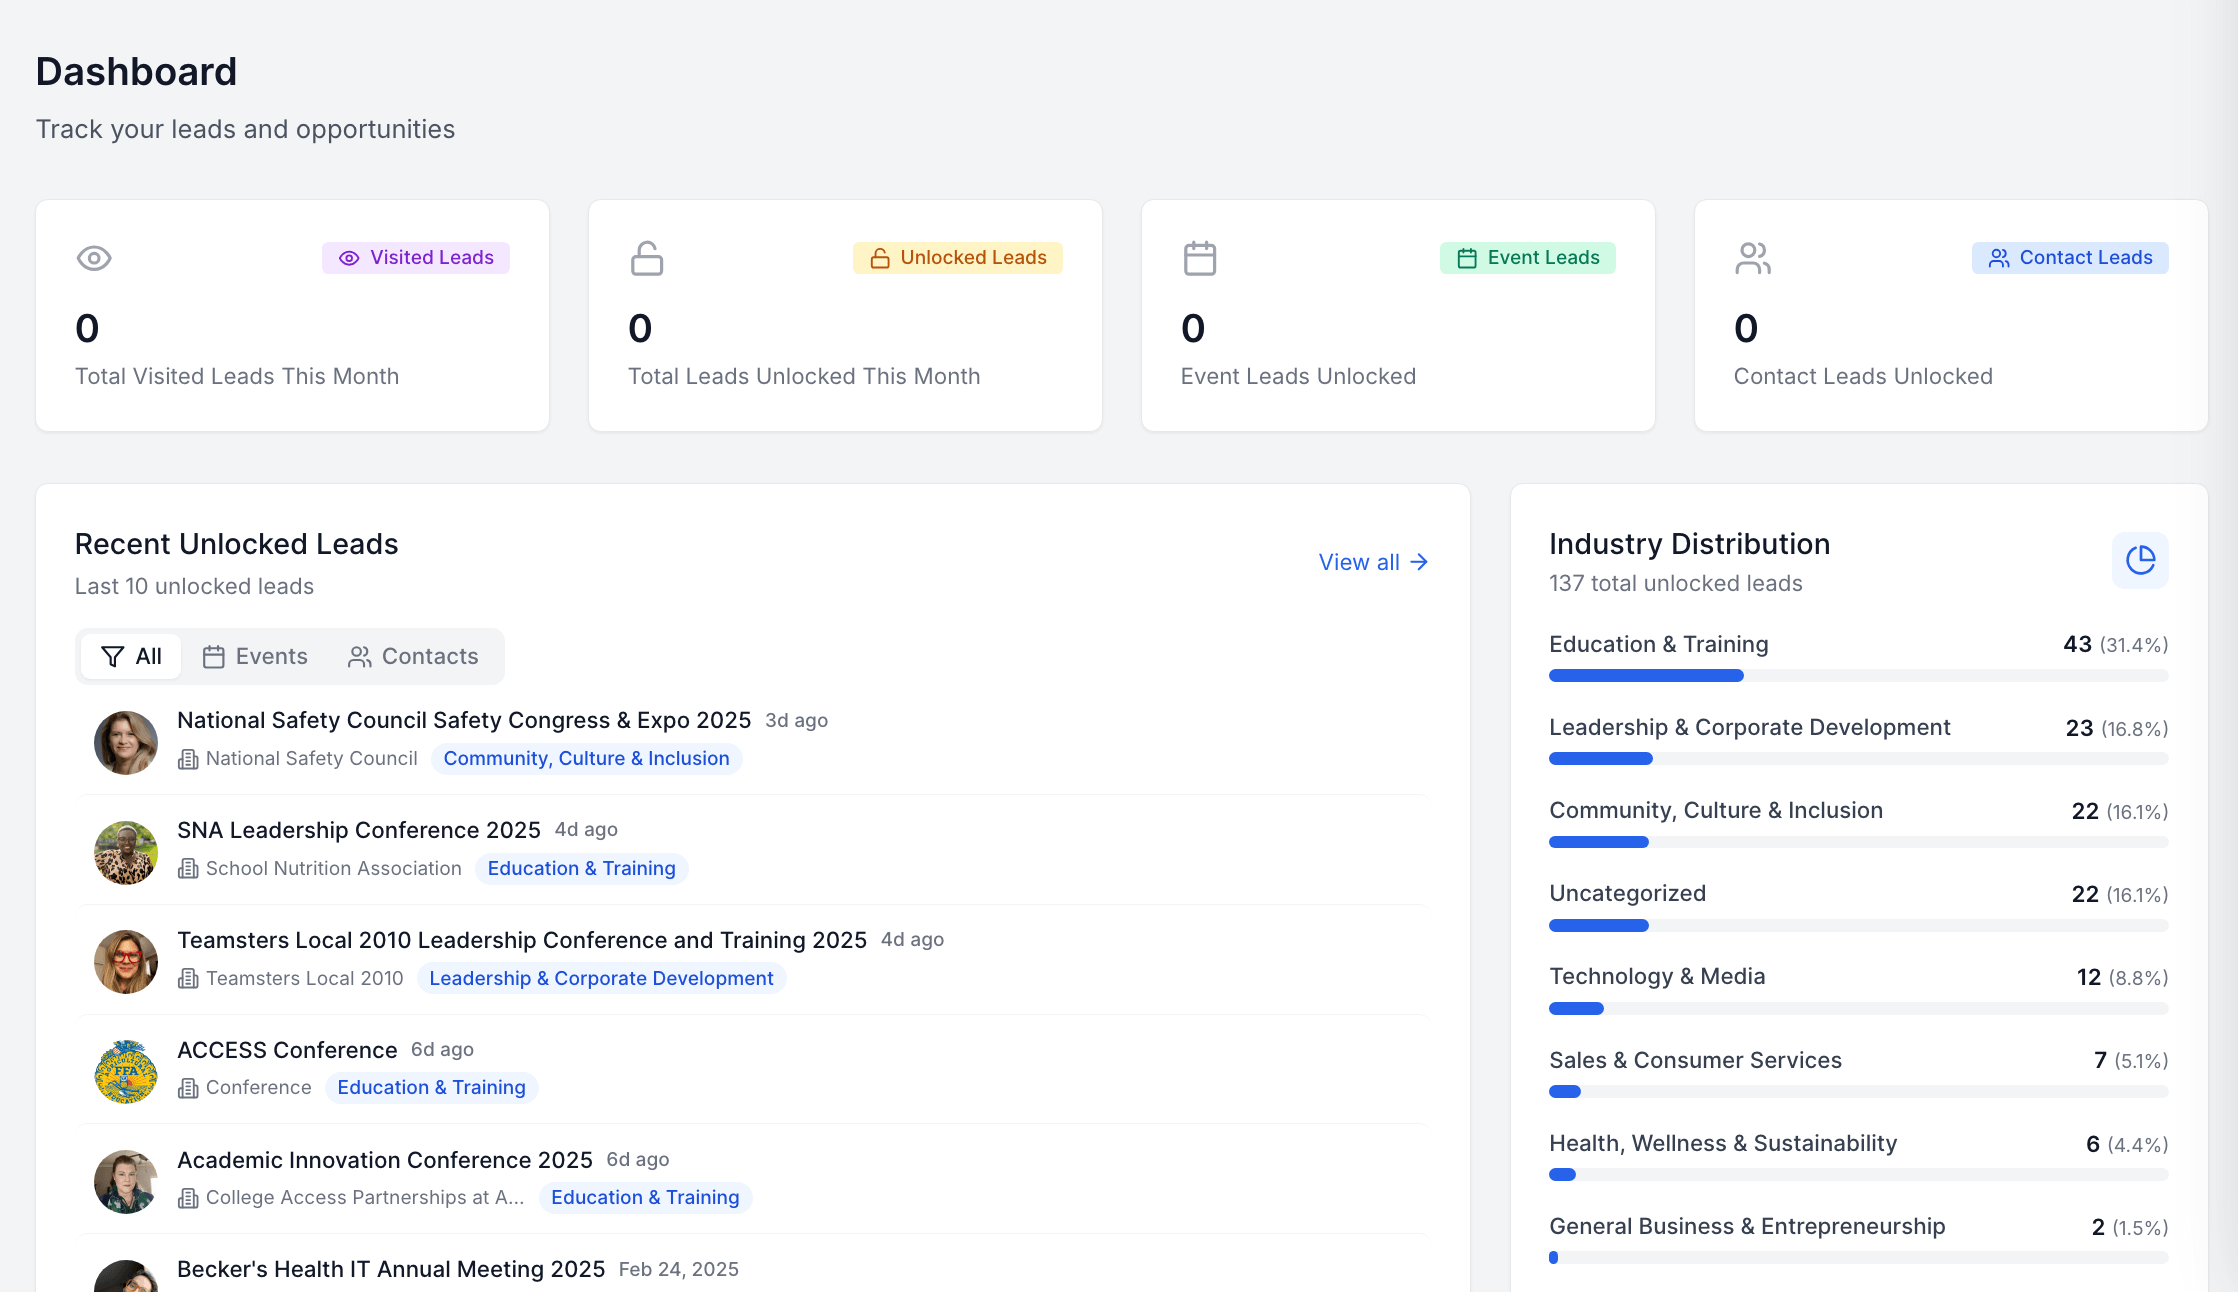 Dashboard
Track your leads and opportunities
Visited Leads
0
Total Visited Leads This Month
Unlocked Leads
0
Total Leads Unlocked This Month
Event Leads
0
Event Leads Unlocked
Contact Leads
0
Contact Leads Unlocked
Recent Unlocked Leads
Last 10 unlocked leads
View all
All Events Contacts
National Safety Council Safety Congress & Expo 2025 3d ago
National Safety Council Community, Culture & Inclusion
SNA Leadership Conference 2025 4d ago
School Nutrition Association Education & Training
Teamsters Local 2010 Leadership Conference and Training 2025 4d ago
Teamsters Local 2010 Leadership & Corporate Development
FFA
ACCESS Conference 6d ago
Conference Education & Training
Academic Innovation Conference 2025 6d ago
College Access Partnerships at A... Education & Training
Becker's Health IT Annual Meeting 2025 Feb 24, 2025
Industry Distribution
137 total unlocked leads
Education & Training 43 (31.4%)
Leadership & Corporate Development 23 (16.8%)
Community, Culture & Inclusion 22 (16.1%)
Uncategorized 22 (16.1%)
Technology & Media 12 (8.8%)
Sales & Consumer Services 7 (5.1%)
Health, Wellness & Sustainability 6 (4.4%)
General Business & Entrepreneurship 2 (1.5%)